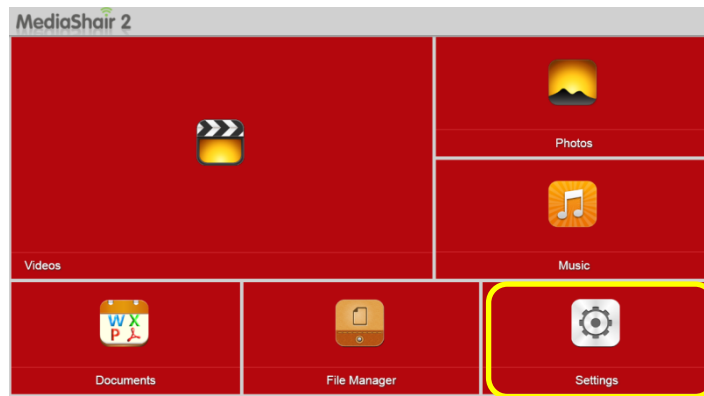 MediaShair 2
Photos
Videos
Music
W X
P
Documents
File Manager
Settings